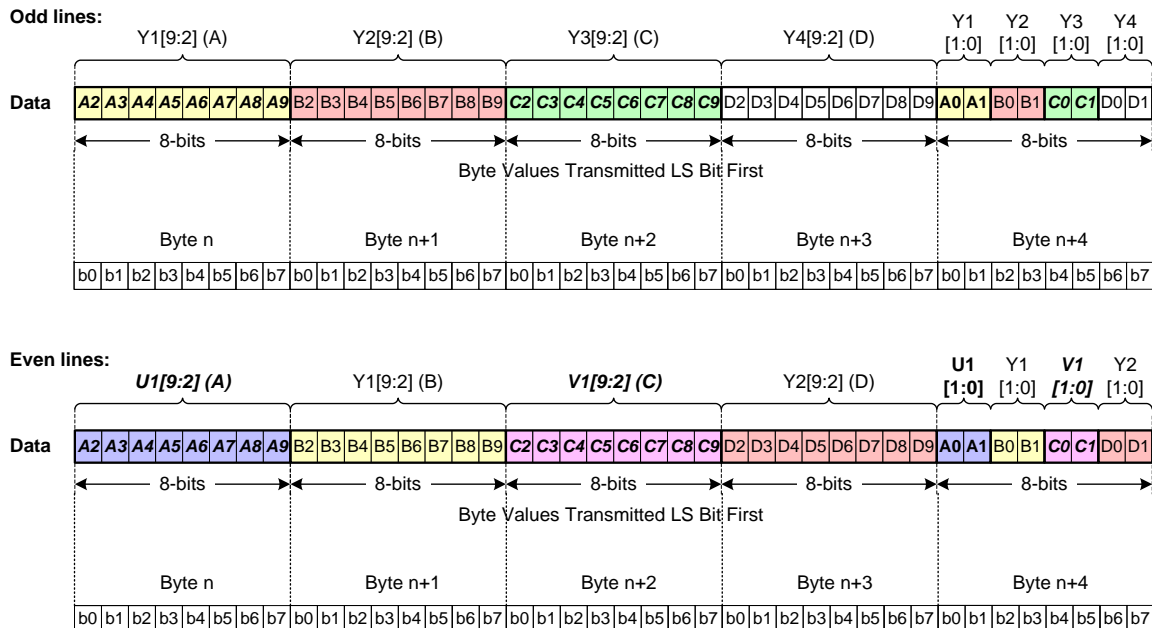 Odd lines:
Y1[9:2] (A) Y2[9:2] (B) Y3[9:2] (C) Y4[9:2] (D) Y1 [1:0] Y2 [1:0] Y3 [1:0] Y4 [1:0]
Data A2 A3 A4 A5 A6 A7 A8 A9 B2 B3 B4 B5 B6 B7 B8 B9 C2 C3 C4 C5 C6 C7 C8 C9 D2 D3 D4 D5 D6 D7 D8 D9 A0 A1 B0 B1 C0 C1 D0 D1
8-bits 8-bits 8-bits 8-bits 8-bits
Byte Values Transmitted LS Bit First
Byte n Byte n+1 Byte n+2 Byte n+3 Byte n+4
b0 b1 b2 b3 b4 b5 b6 b7 b0 b1 b2 b3 b4 b5 b6 b7 b0 b1 b2 b3 b4 b5 b6 b7 b0 b1 b2 b3 b4 b5 b6 b7 b0 b1 b2 b3 b4 b5 b6 b7
Even lines:
U1[9:2] (A) Y1[9:2] (B) V1[9:2] (C) Y2[9:2] (D) U1 [1:0] Y1 [1:0] V1 [1:0] Y2 [1:0]
Data A2 A3 A4 A5 A6 A7 A8 A9 B2 B3 B4 B5 B6 B7 B8 B9 C2 C3 C4 C5 C6 C7 C8 C9 D2 D3 D4 D5 D6 D7 D8 D9 A0 A1 B0 B1 C0 C1 D0 D1
8-bits 8-bits 8-bits 8-bits 8-bits
Byte Values Transmitted LS Bit First
Byte n Byte n+1 Byte n+2 Byte n+3 Byte n+4
b0 b1 b2 b3 b4 b5 b6 b7 b0 b1 b2 b3 b4 b5 b6 b7 b0 b1 b2 b3 b4 b5 b6 b7 b0 b1 b2 b3 b4 b5 b6 b7 b0 b1 b2 b3 b4 b5 b6 b7